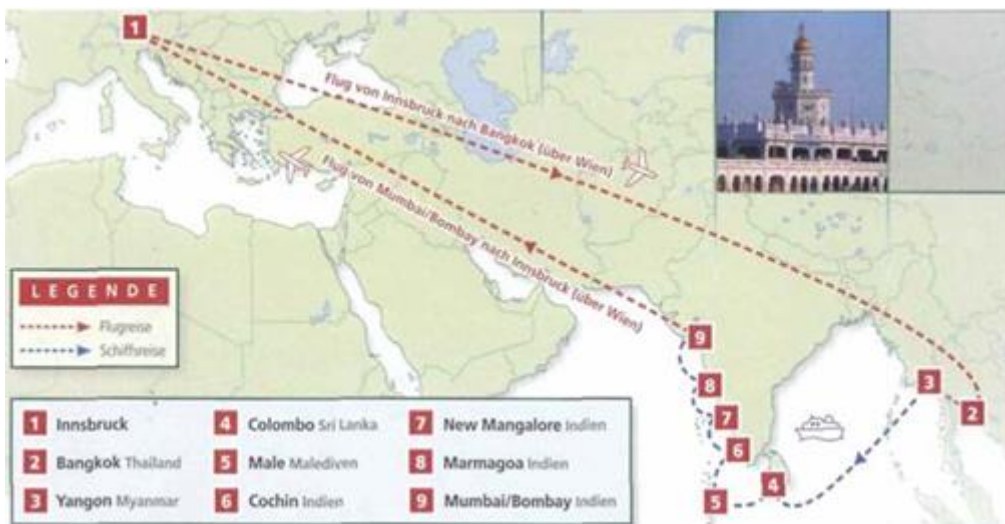 1
Flug von Innsbruck nach Bangkok (über Wien)
Flug von Mumbai/Bombay nach Innsbruck (über Wien)
LEGENDE
Flugreise
Schiffsreise
9
8
7
6
5
4
3
2
1 Innsbruck
2 Bangkok Thailand
3 Yangon Myanmar
4 Colombo Sri Lanka
5 Male Malediven
6 Cochin Indien
7 New Mangalore Indien
8 Marmagoa Indien
9 Mumbai/Bombay Indien